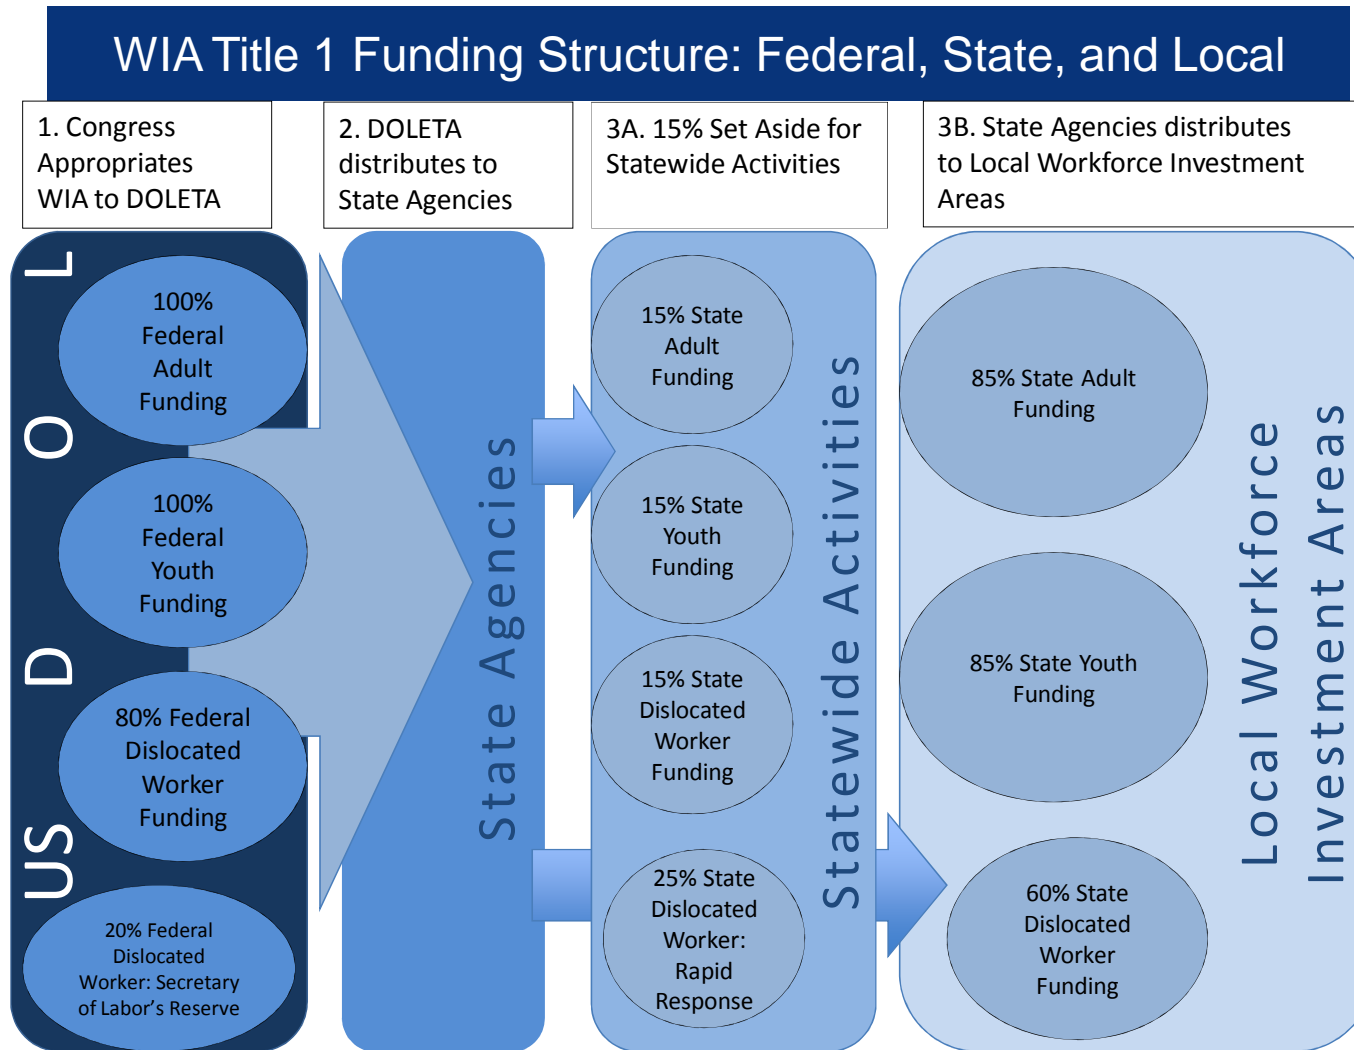 WIA Title 1 Funding Structure: Federal, State, and Local
1. Congress
Appropriates
WIA to DOLETA
2. DOLETA
distributes to
State Agencies
3A. 15% Set Aside for
Statewide Activities
3B. State Agencies distributes
to Local Workforce Investment
Areas
US DOL
100%
Federal
Adult
Funding
100%
Federal
Youth
Funding
80% Federal
Dislocated
Worker
Funding
20% Federal
Dislocated
Worker: Secretary
of Labor’s Reserve
State Agencies
15% State
Adult
Funding
15% State
Youth
Funding
15% State
Dislocated
Worker
Funding
25% State
Dislocated
Worker:
Rapid
Response
Statewide Activities
85% State Adult
Funding
85% State Youth
Funding
60% State
Dislocated
Worker
Funding
Local Workforce
Investment Areas